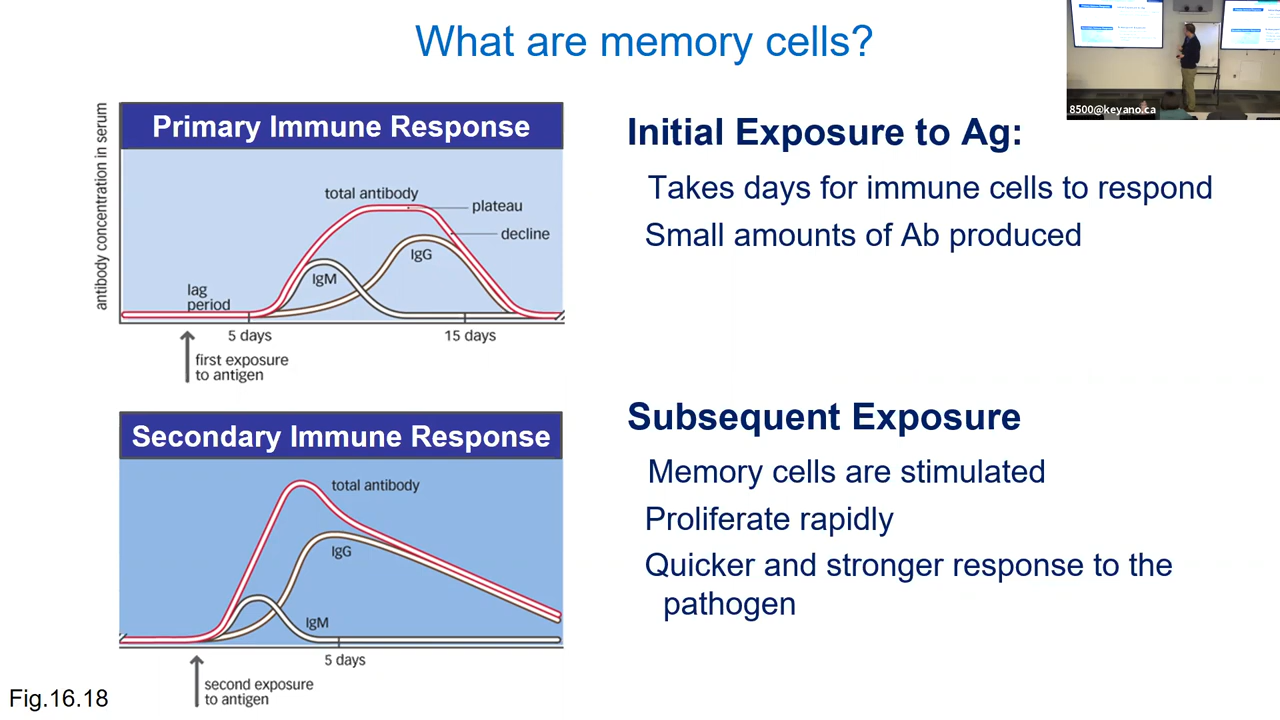 What are memory cells?
8500@keyano.ca
Primary Immune Response
antibody concentration in serum
total antibody
plateau
decline
IgG
IgM
lag
period
5 days
15 days
first exposure
to antigen
Initial Exposure to Ag:
Takes days for immune cells to respond
Small amounts of Ab produced
Secondary Immune Response
total antibody
IgG
IgM
5 days
second exposure
to antigen
Subsequent Exposure
Memory cells are stimulated
Proliferate rapidly
Quicker and stronger response to the
pathogen
Fig.16.18